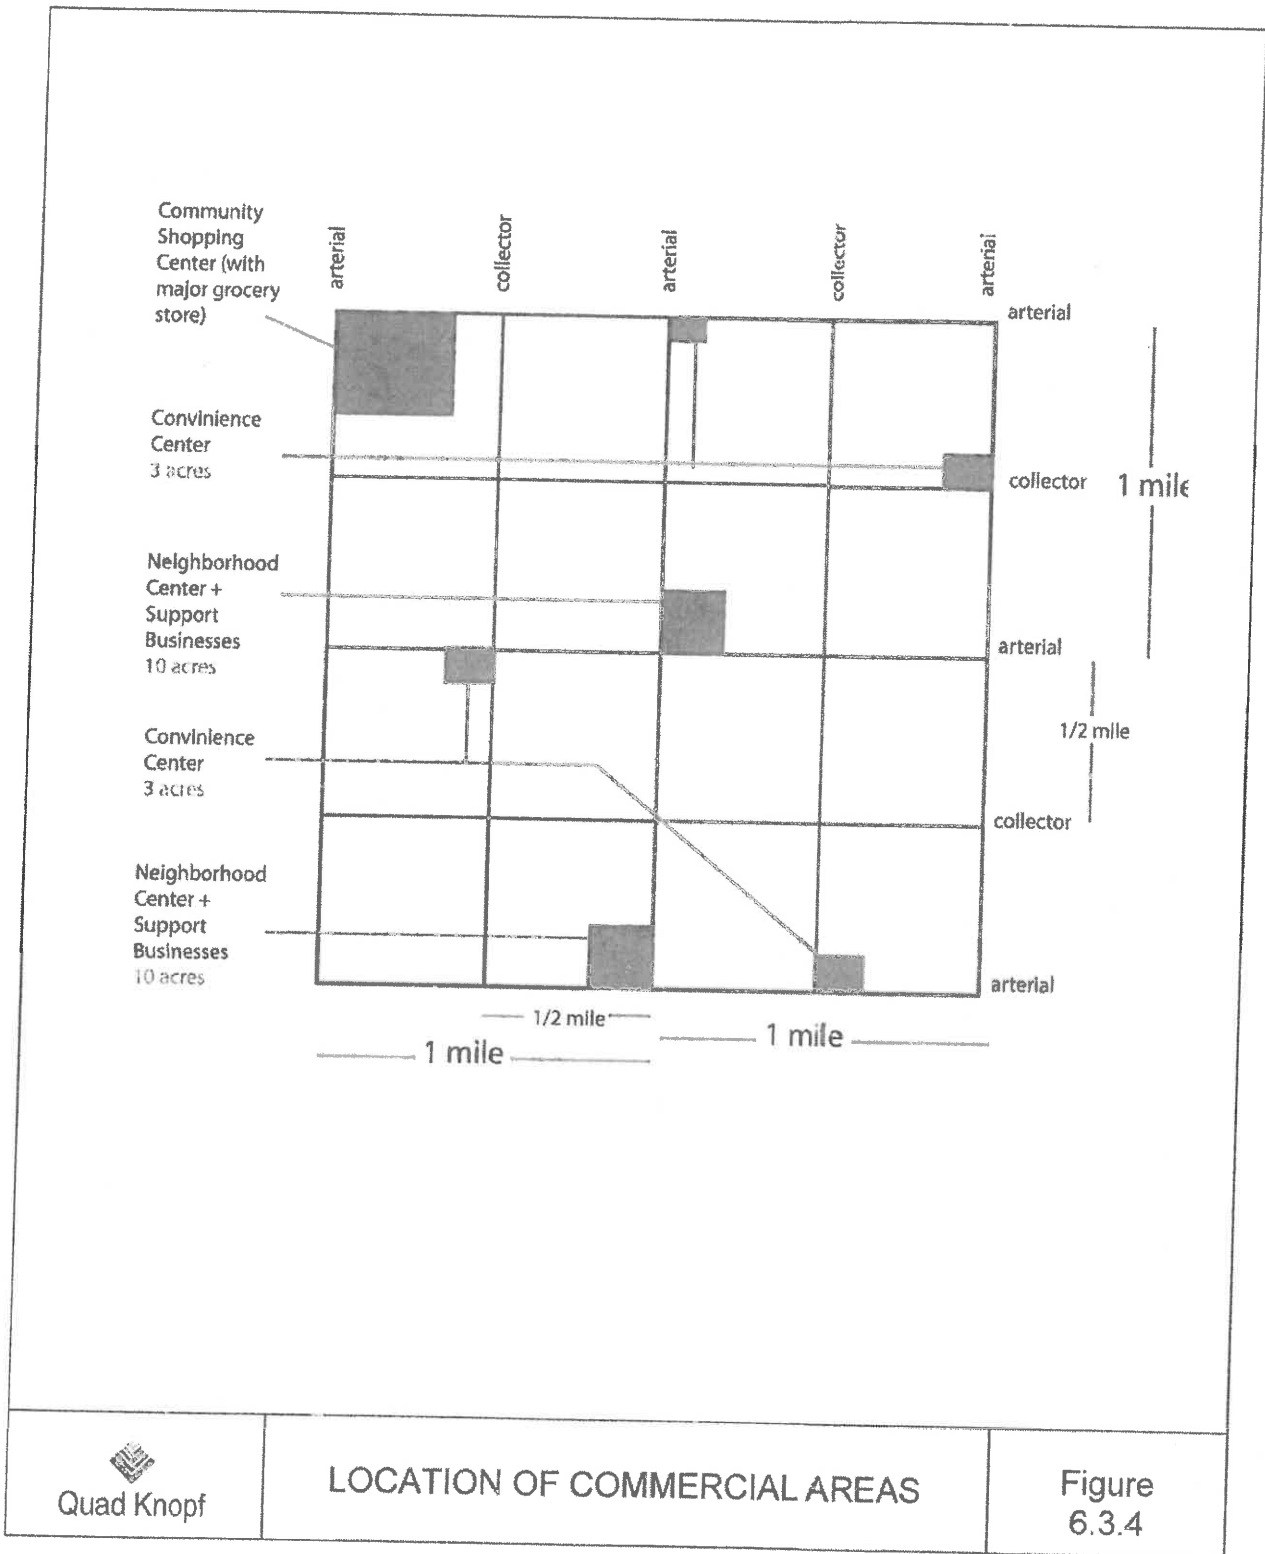 Community
Shopping
Center (with
major grocery
store)
arterial
collector
arterial
collector
arterial
arterial
Convinience
Center
3 acres
collector
1 mile
Neighborhood
Center +
Support
Businesses
10 acres
arterial
1/2 mile
Convinience
Center
3 acres
collector
Neighborhood
Center +
Support
Businesses
10 acres
arterial
1/2 mile
1 mile
1 mile
Quad Knopf
LOCATION OF COMMERCIAL AREAS
Figure
6.3.4